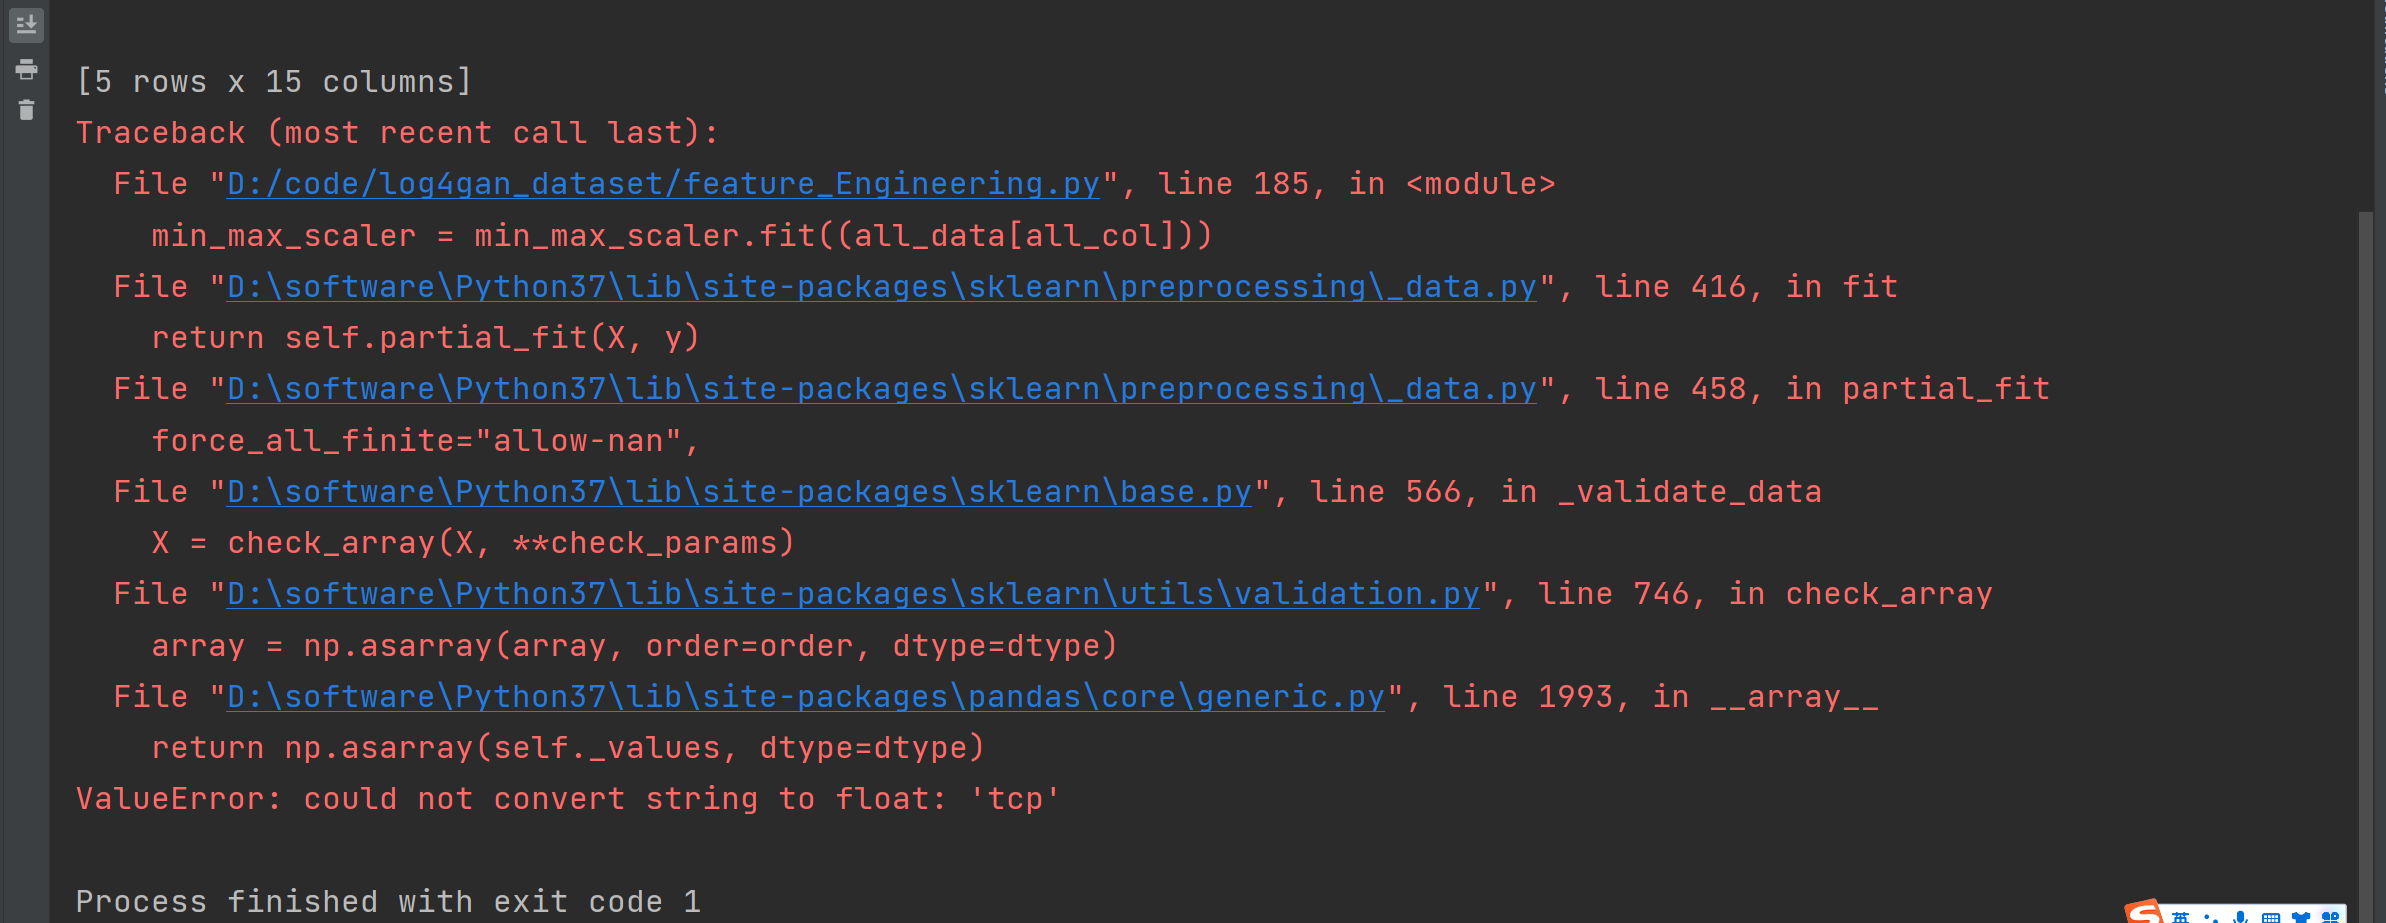 [5 rows x 15 columns]
Traceback (most recent call last):
  File "D:/code/log4gan_dataset/feature_Engineering.py", line 185, in <module>
    min_max_scaler = min_max_scaler.fit((all_data[all_col]))
  File "D:\software\Python37\lib\site-packages\sklearn\preprocessing\_data.py", line 416, in fit
    return self.partial_fit(X, y)
  File "D:\software\Python37\lib\site-packages\sklearn\preprocessing\_data.py", line 458, in partial_fit
    force_all_finite="allow-nan",
  File "D:\software\Python37\lib\site-packages\sklearn\base.py", line 566, in _validate_data
    X = check_array(X, **check_params)
  File "D:\software\Python37\lib\site-packages\sklearn\utils\validation.py", line 746, in check_array
    array = np.asarray(array, order=order, dtype=dtype)
  File "D:\software\Python37\lib\site-packages\pandas\core\generic.py", line 1993, in __array__
    return np.asarray(self._values, dtype=dtype)
ValueError: could not convert string to float: 'tcp'
Process finished with exit code 1
英